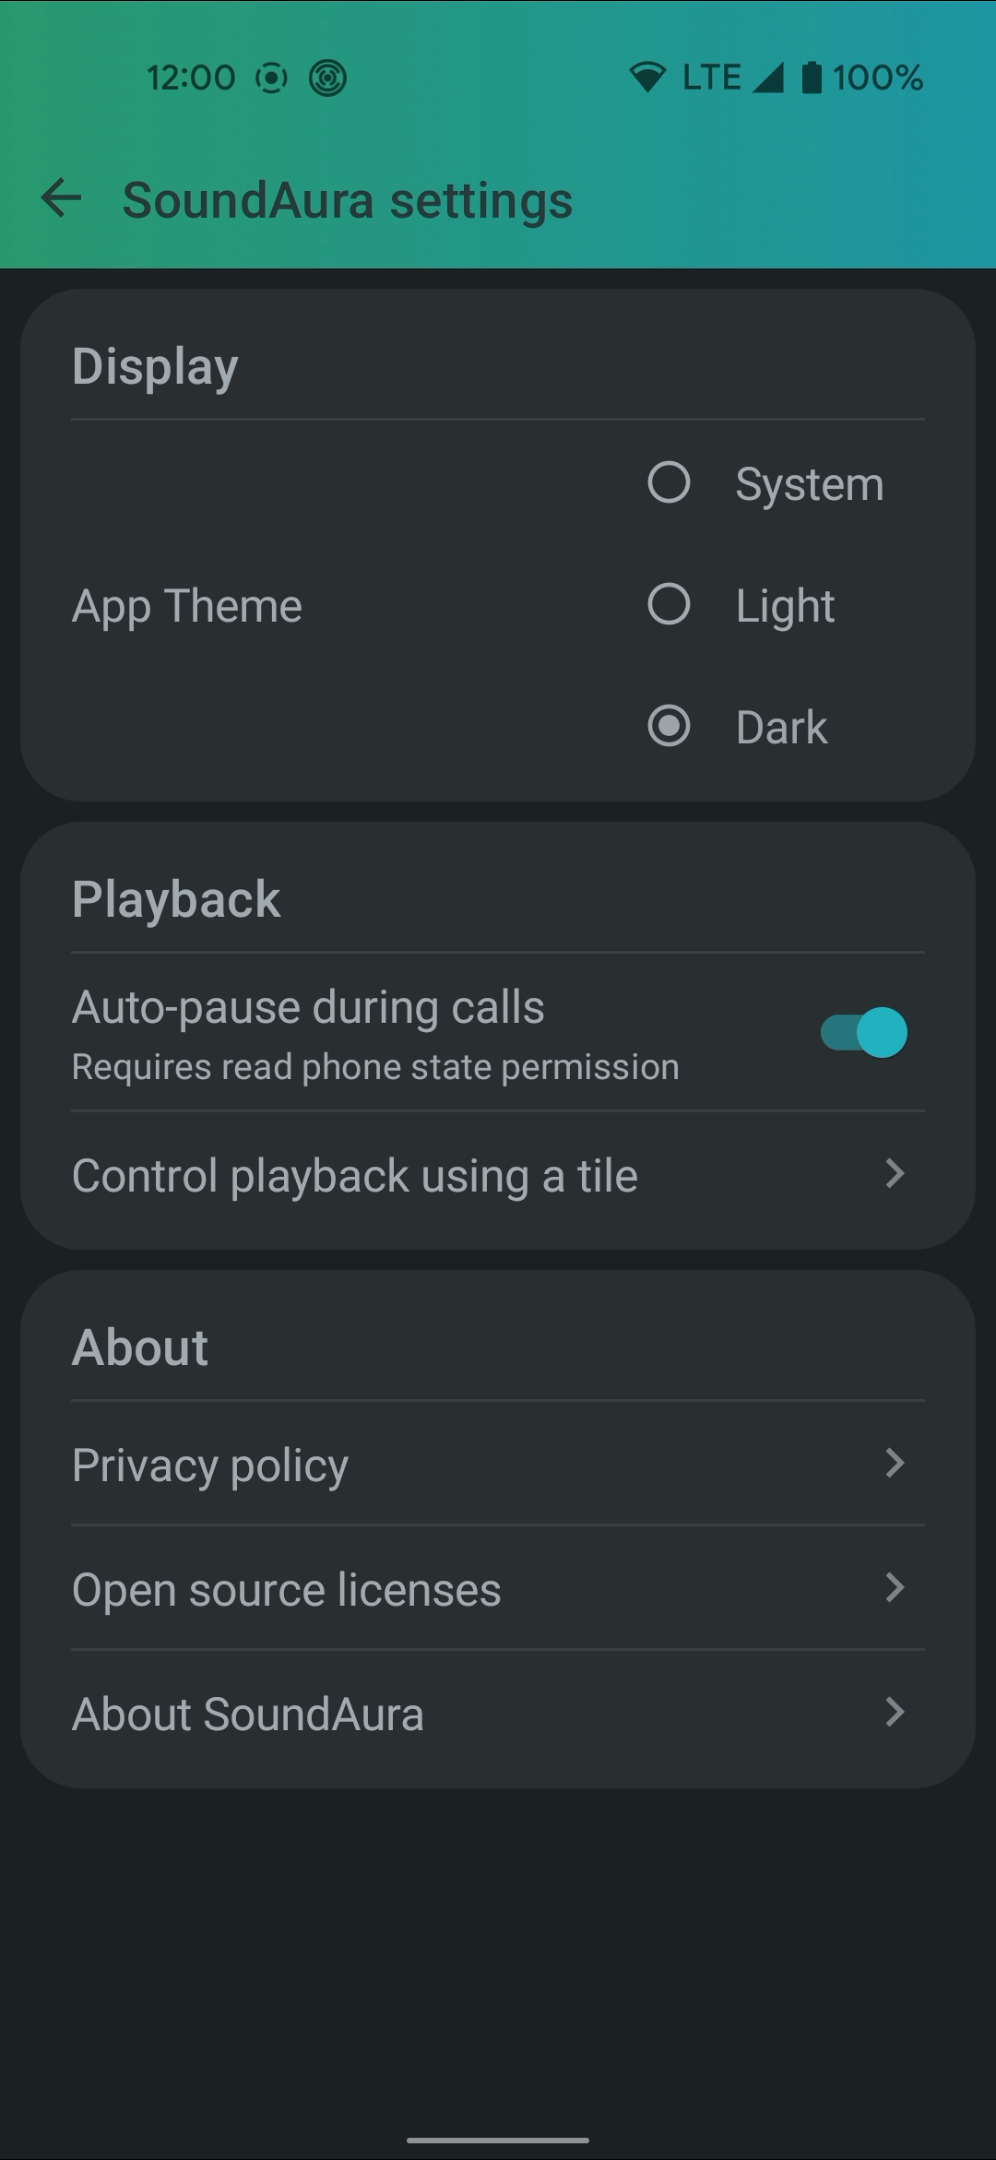 12:00 LTE 100%
SoundAura settings
Display
System
App Theme
Light
Dark
Playback
Auto-pause during calls
Requires read phone state permission
Control playback using a tile
About
Privacy policy
Open source licenses
About SoundAura